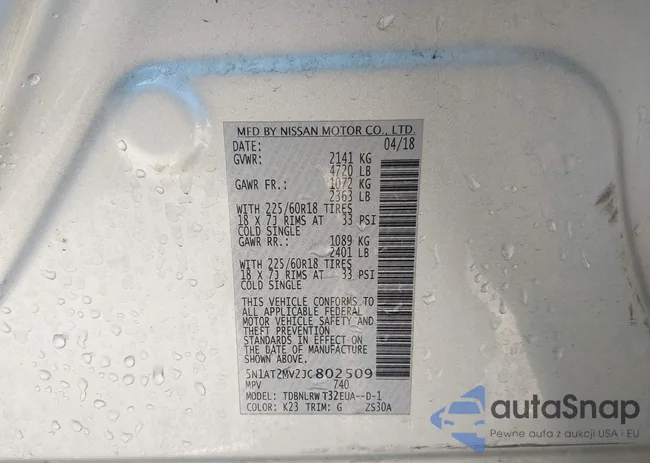 MFD BY NISSAN MOTOR CO., LTD.
DATE: 04/18
GVWR: 2141 KG
4720 LB
GAWR FR.: 1072 KG
2363 LB
WITH 225/60R18 TIRES
18 X 7J RIMS AT 33 PSI
COLD SINGLE
GAWR RR.: 1089 KG
2401 LB
WITH 225/60R18 TIRES
18 X 7J RIMS AT 33 PSI
COLD SINGLE
THIS VEHICLE CONFORMS TO
ALL APPLICABLE FEDERAL
MOTOR VEHICLE SAFETY AND
THEFT PREVENTION
STANDARDS IN EFFECT ON
THE DATE OF MANUFACTURE
SHOWN ABOVE.
5N1AT2MV2JC802509
MPV 740
MODEL: TDBNLRW T32EUA--D-1
COLOR: K23 TRIM: G ZS30A
autoSnap
Pewne auto z aukcji USA i EU